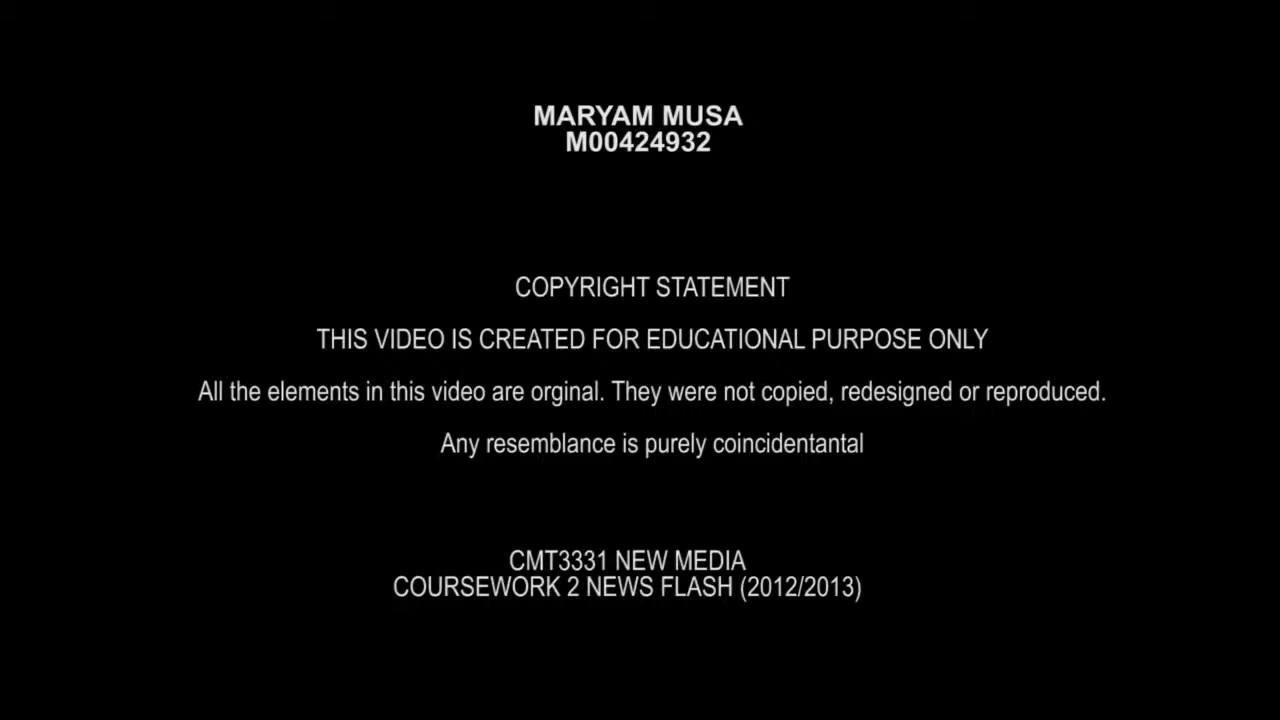 MARYAM MUSA
M00424932
COPYRIGHT STATEMENT
THIS VIDEO IS CREATED FOR EDUCATIONAL PURPOSE ONLY
All the elements in this video are orginal. They were not copied, redesigned or reproduced.
Any resemblance is purely coincidentantal
CMT3331 NEW MEDIA
COURSEWORK 2 NEWS FLASH (2012/2013)